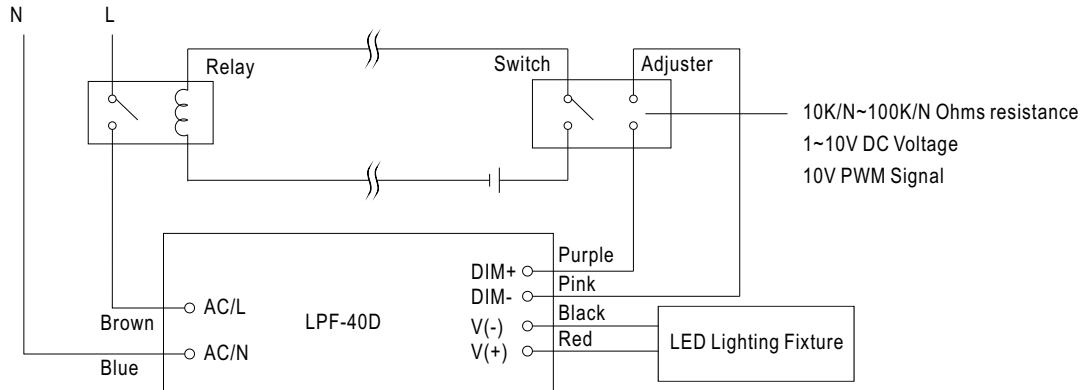 N
L
Relay
Switch
Adjuster
10K/N~100K/N Ohms resistance
1~10V DC Voltage
10V PWM Signal
Purple
DIM+
Pink
DIM-
Black
V(-)
Red
V(+)
AC/L
Brown
LPF-40D
AC/N
Blue
LED Lighting Fixture